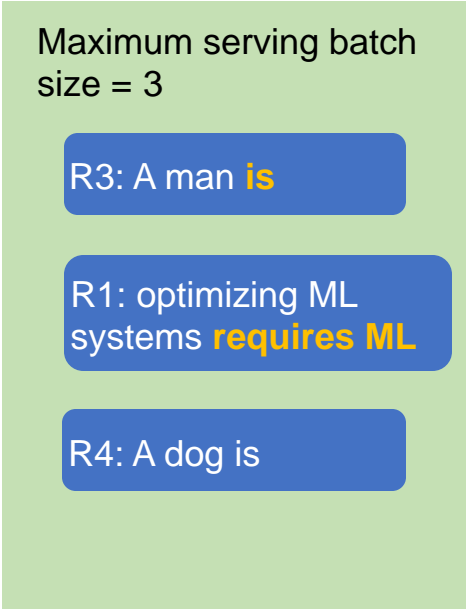 Maximum serving batch
size = 3
R3: A man is
R1: optimizing ML
systems requires ML
R4: A dog is